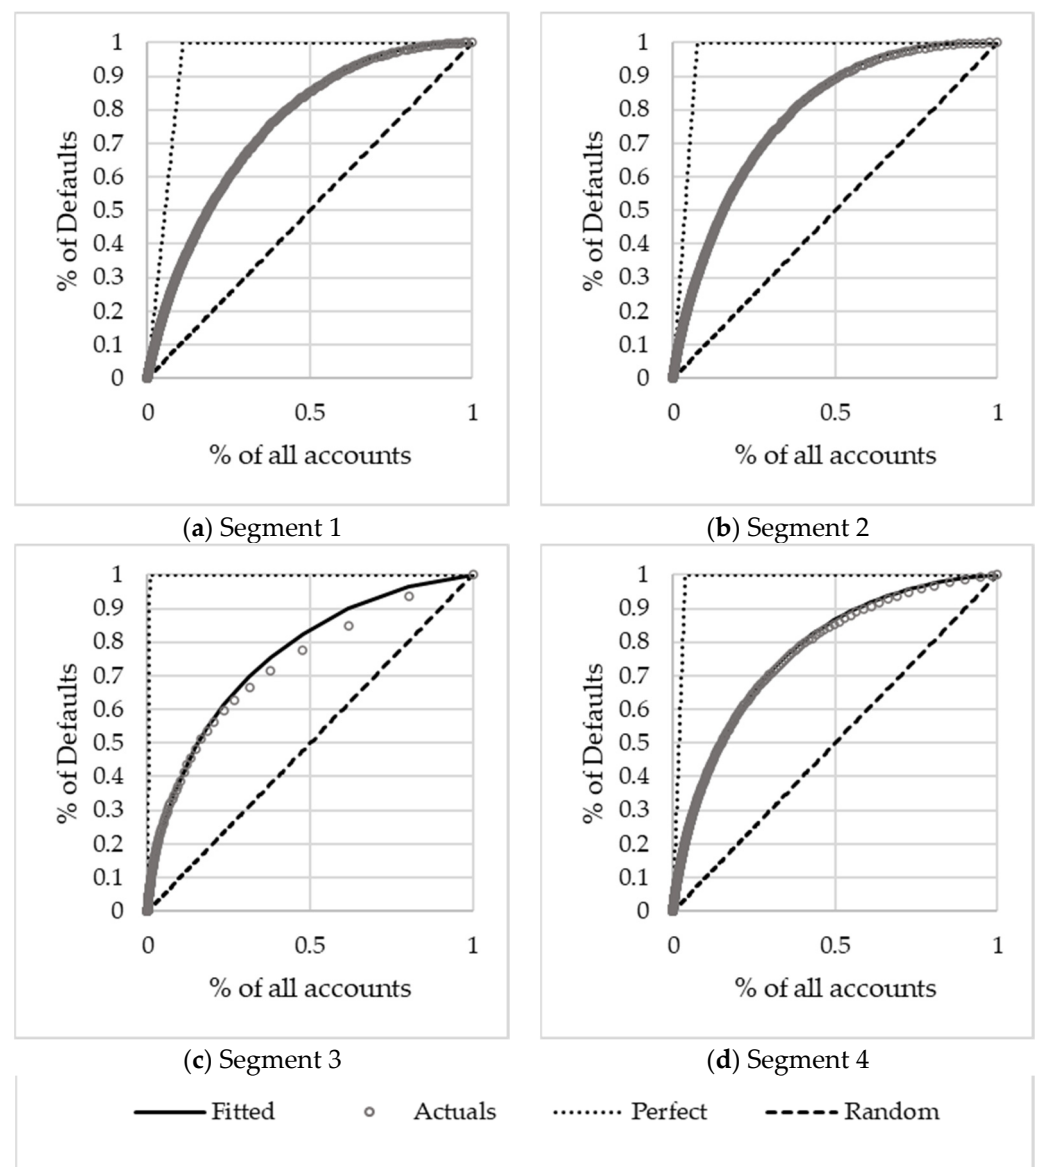 1
0.9
0.8
0.7
0.6
0.5
0.4
0.3
0.2
0.1
0
% of Defaults
0 0.5 1
% of all accounts
(a) Segment 1
1
0.9
0.8
0.7
0.6
0.5
0.4
0.3
0.2
0.1
0
% of Defaults
0 0.5 1
% of all accounts
(b) Segment 2
1
0.9
0.8
0.7
0.6
0.5
0.4
0.3
0.2
0.1
0
% of Defaults
0 0.5 1
% of all accounts
(c) Segment 3
1
0.9
0.8
0.7
0.6
0.5
0.4
0.3
0.2
0.1
0
% of Defaults
0 0.5 1
% of all accounts
(d) Segment 4
Fitted Actuals Perfect Random